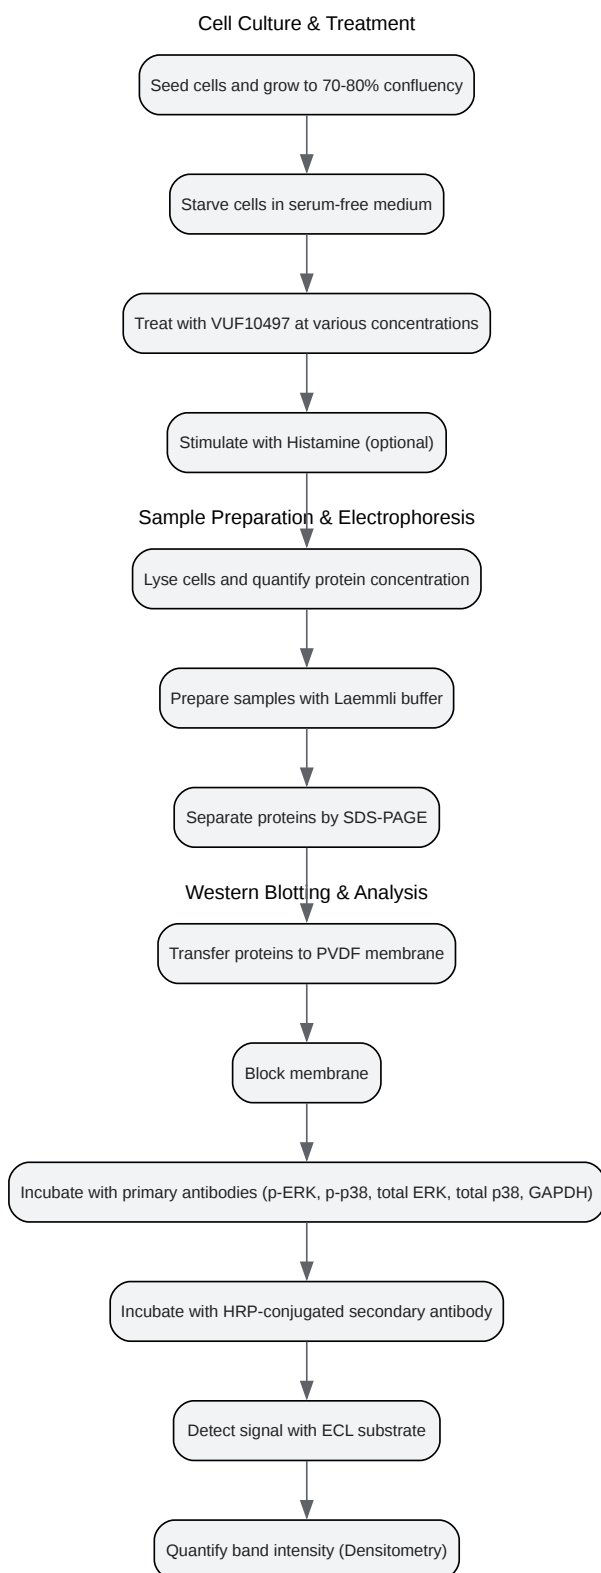 Cell Culture & Treatment
Seed cells and grow to 70-80% confluency
Starve cells in serum-free medium
Treat with VUF10497 at various concentrations
Stimulate with Histamine (optional)
Sample Preparation & Electrophoresis
Lyse cells and quantify protein concentration
Prepare samples with Laemmli buffer
Separate proteins by SDS-PAGE
Western Blotting & Analysis
Transfer proteins to PVDF membrane
Block membrane
Incubate with primary antibodies (p-ERK, p-p38, total ERK, total p38, GAPDH)
Incubate with HRP-conjugated secondary antibody
Detect signal with ECL substrate
Quantify band intensity (Densitometry)